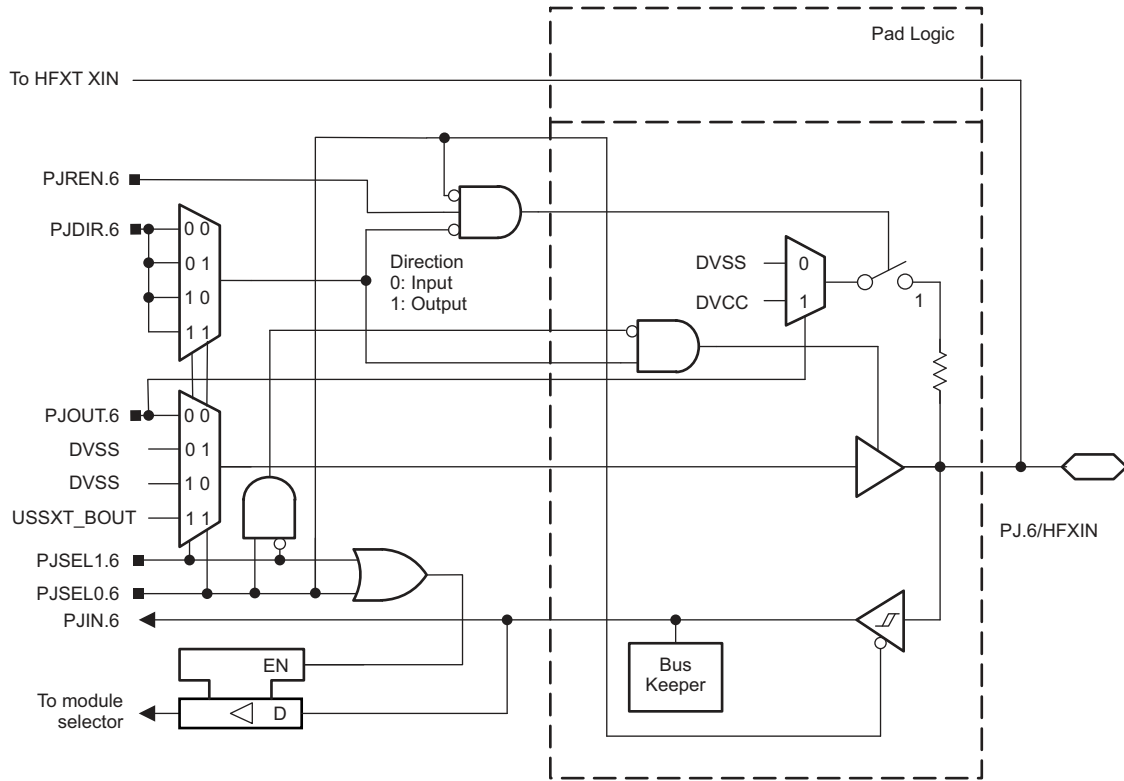 Pad Logic
To HFXT XIN
PJREN.6
PJDIR.6
0 0
0 1
1 0
1 1
Direction
0: Input
1: Output
DVSS
0
DVCC
1
1
PJOUT.6
0 0
DVSS
0 1
DVSS
1 0
USSXT_BOUT
1 1
PJ.6/HFXIN
PJSEL1.6
PJSEL0.6
PJIN.6
EN
Bus
Keeper
To module
selector
D